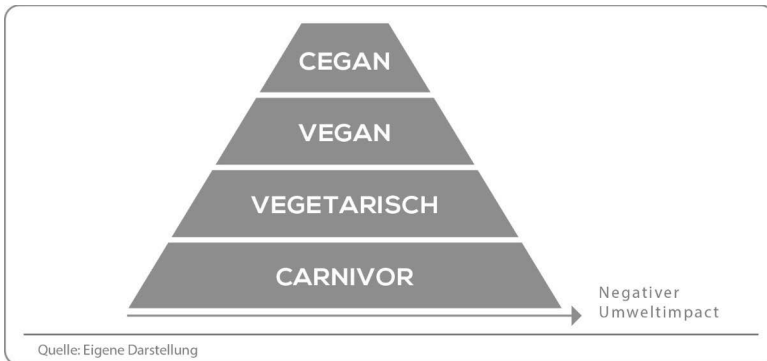 CEGAN
VEGAN
VEGETARISCH
CARNIVOR
Negativer
Umweltimpact
Quelle: Eigene Darstellung